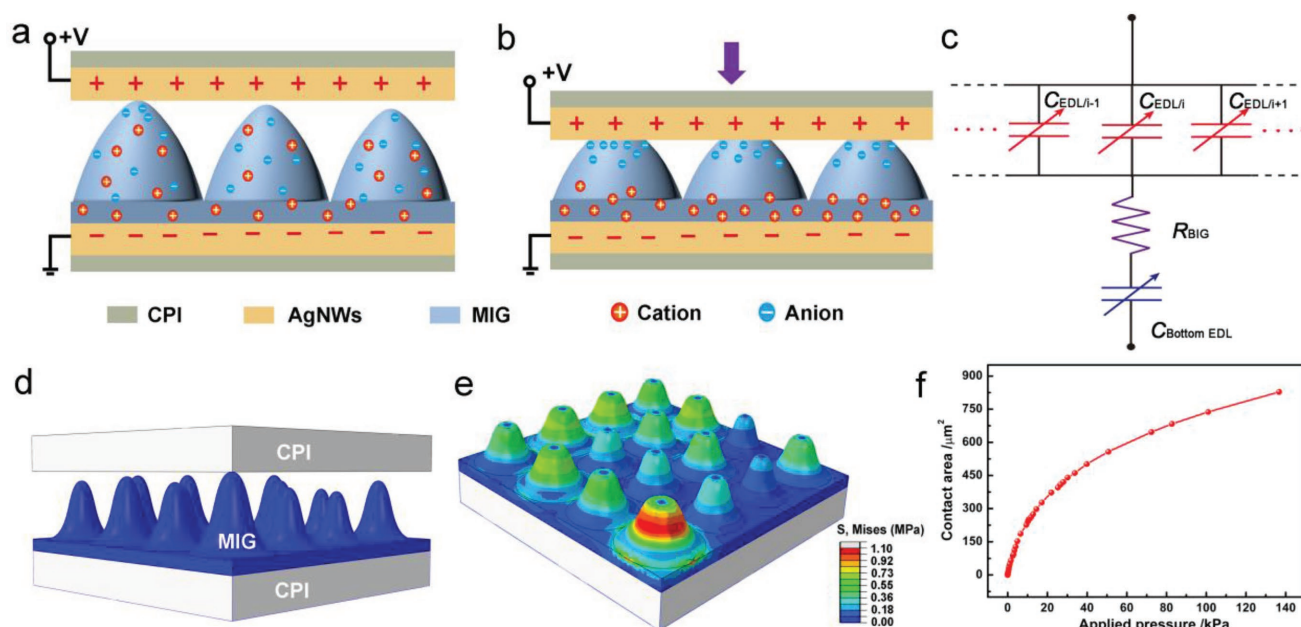 a
+V
+ + + + + + + + +
− − − − − − − − −
b
+V
+ + + + + + + + +
− − − − − − − − −
CPI AgNWs MIG Cation Anion
c
CEDL/i-1 CEDL/i CEDL/i+1
RBIG
CBottom EDL
d
CPI
MIG
CPI
e
S, Mises (MPa)
1.10
0.92
0.73
0.55
0.36
0.18
0.00
f
Contact area/μm²
900
750
600
450
300
150
0
0 20 40 60 80 100 120 140
Applied pressure /kPa